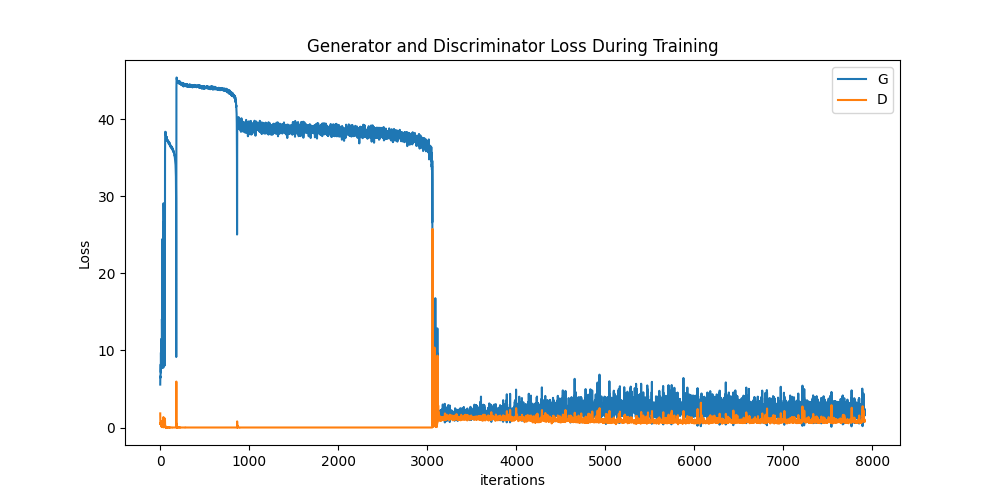 Generator and Discriminator Loss During Training
G
D
40
30
20
10
0
Loss
0 1000 2000 3000 4000 5000 6000 7000 8000
iterations